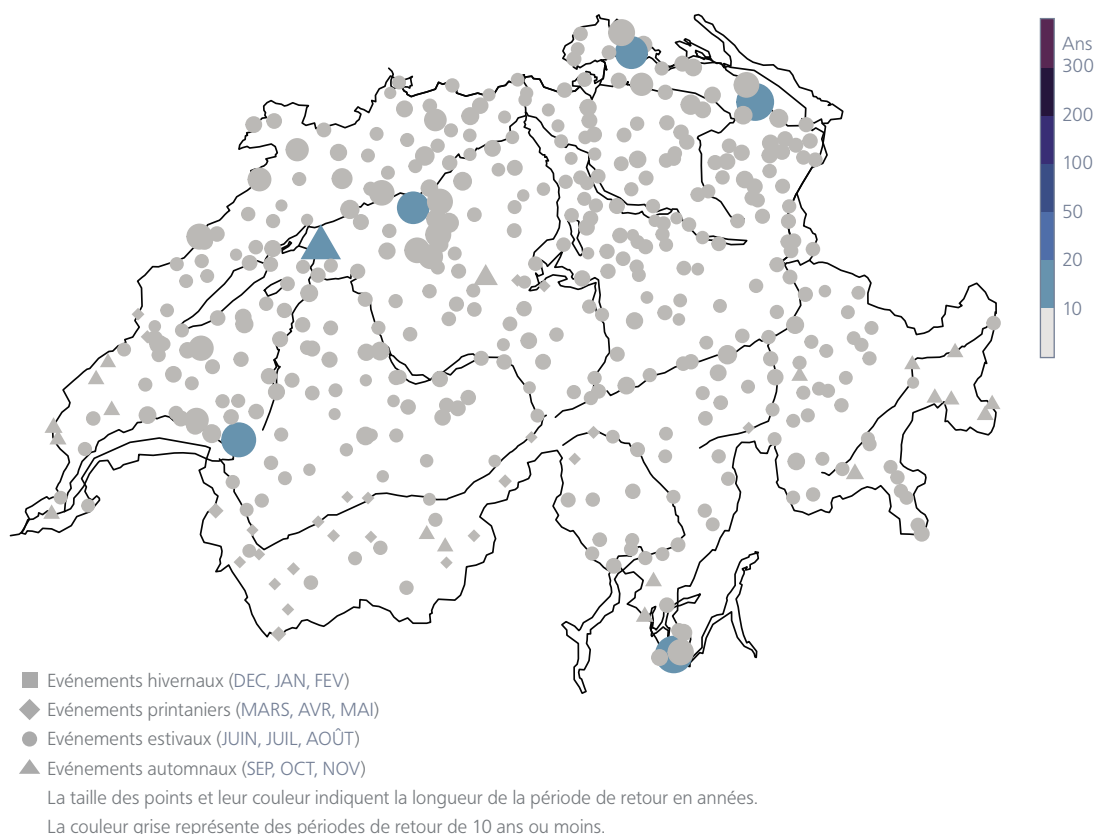 Ans
300
200
100
50
20
10
Evénements hivernaux (DEC, JAN, FEV)
Evénements printaniers (MARS, AVR, MAI)
Evénements estivaux (JUIN, JUIL, AOÛT)
Evénements automnaux (SEP, OCT, NOV)
La taille des points et leur couleur indiquent la longueur de la période de retour en années.
La couleur grise représente des périodes de retour de 10 ans ou moins.